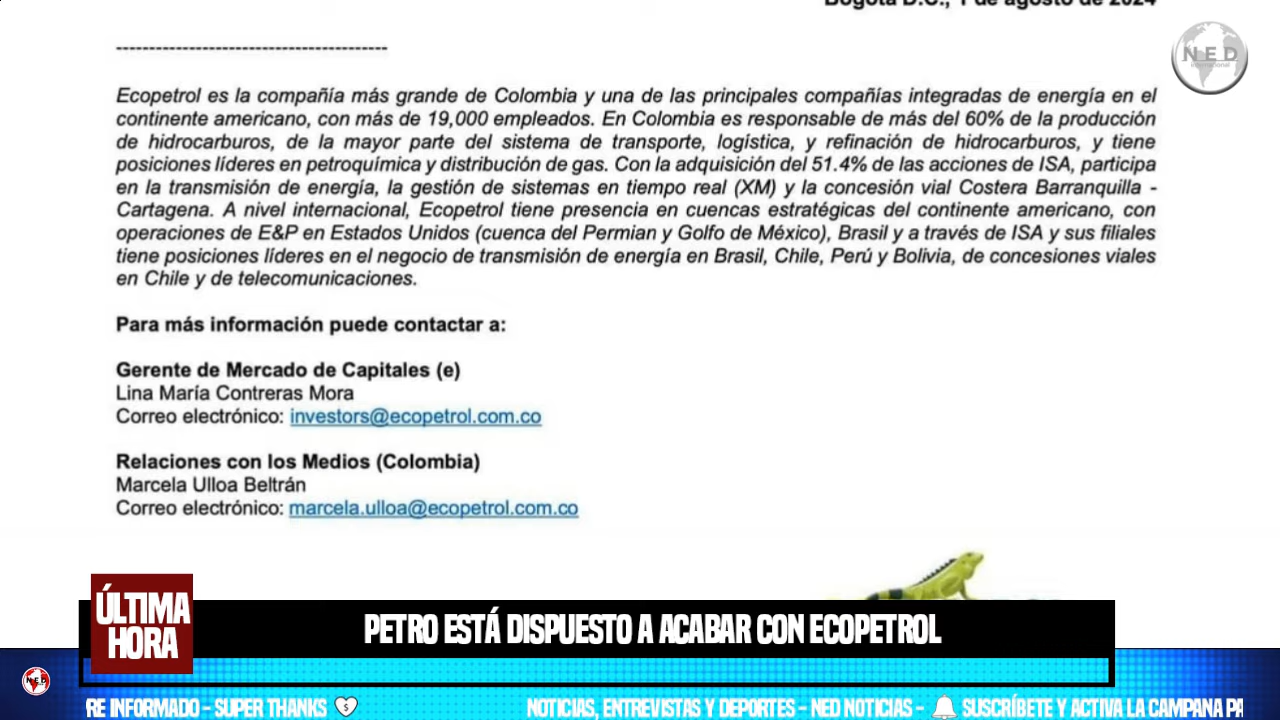 Bogotá D.C., 1 de agosto de 2024
-----------------------------------------
NED
International
Ecopetrol es la compañía más grande de Colombia y una de las principales compañías integradas de energía en el
continente americano, con más de 19,000 empleados. En Colombia es responsable de más del 60% de la producción
de hidrocarburos, de la mayor parte del sistema de transporte, logística, y refinación de hidrocarburos, y tiene
posiciones líderes en petroquímica y distribución de gas. Con la adquisición del 51.4% de las acciones de ISA, participa
en la transmisión de energía, la gestión de sistemas en tiempo real (XM) y la concesión vial Costera Barranquilla -
Cartagena. A nivel internacional, Ecopetrol tiene presencia en cuencas estratégicas del continente americano, con
operaciones de E&P en Estados Unidos (cuenca del Permian y Golfo de México), Brasil y a través de ISA y sus filiales
tiene posiciones líderes en el negocio de transmisión de energía en Brasil, Chile, Perú y Bolivia, de concesiones viales
en Chile y de telecomunicaciones.
Para más información puede contactar a:
Gerente de Mercado de Capitales (e)
Lina María Contreras Mora
Correo electrónico: investors@ecopetrol.com.co
Relaciones con los Medios (Colombia)
Marcela Ulloa Beltrán
Correo electrónico: marcela.ulloa@ecopetrol.com.co
ÚLTIMA
HORA
PETRO ESTÁ DISPUESTO A ACABAR CON ECOPETROL
NED
RE INFORMADO - SUPER THANKS $ NOTICIAS, ENTREVISTAS Y DEPORTES - NED NOTICIAS - SUSCRÍBETE Y ACTIVA LA CAMPANA PA